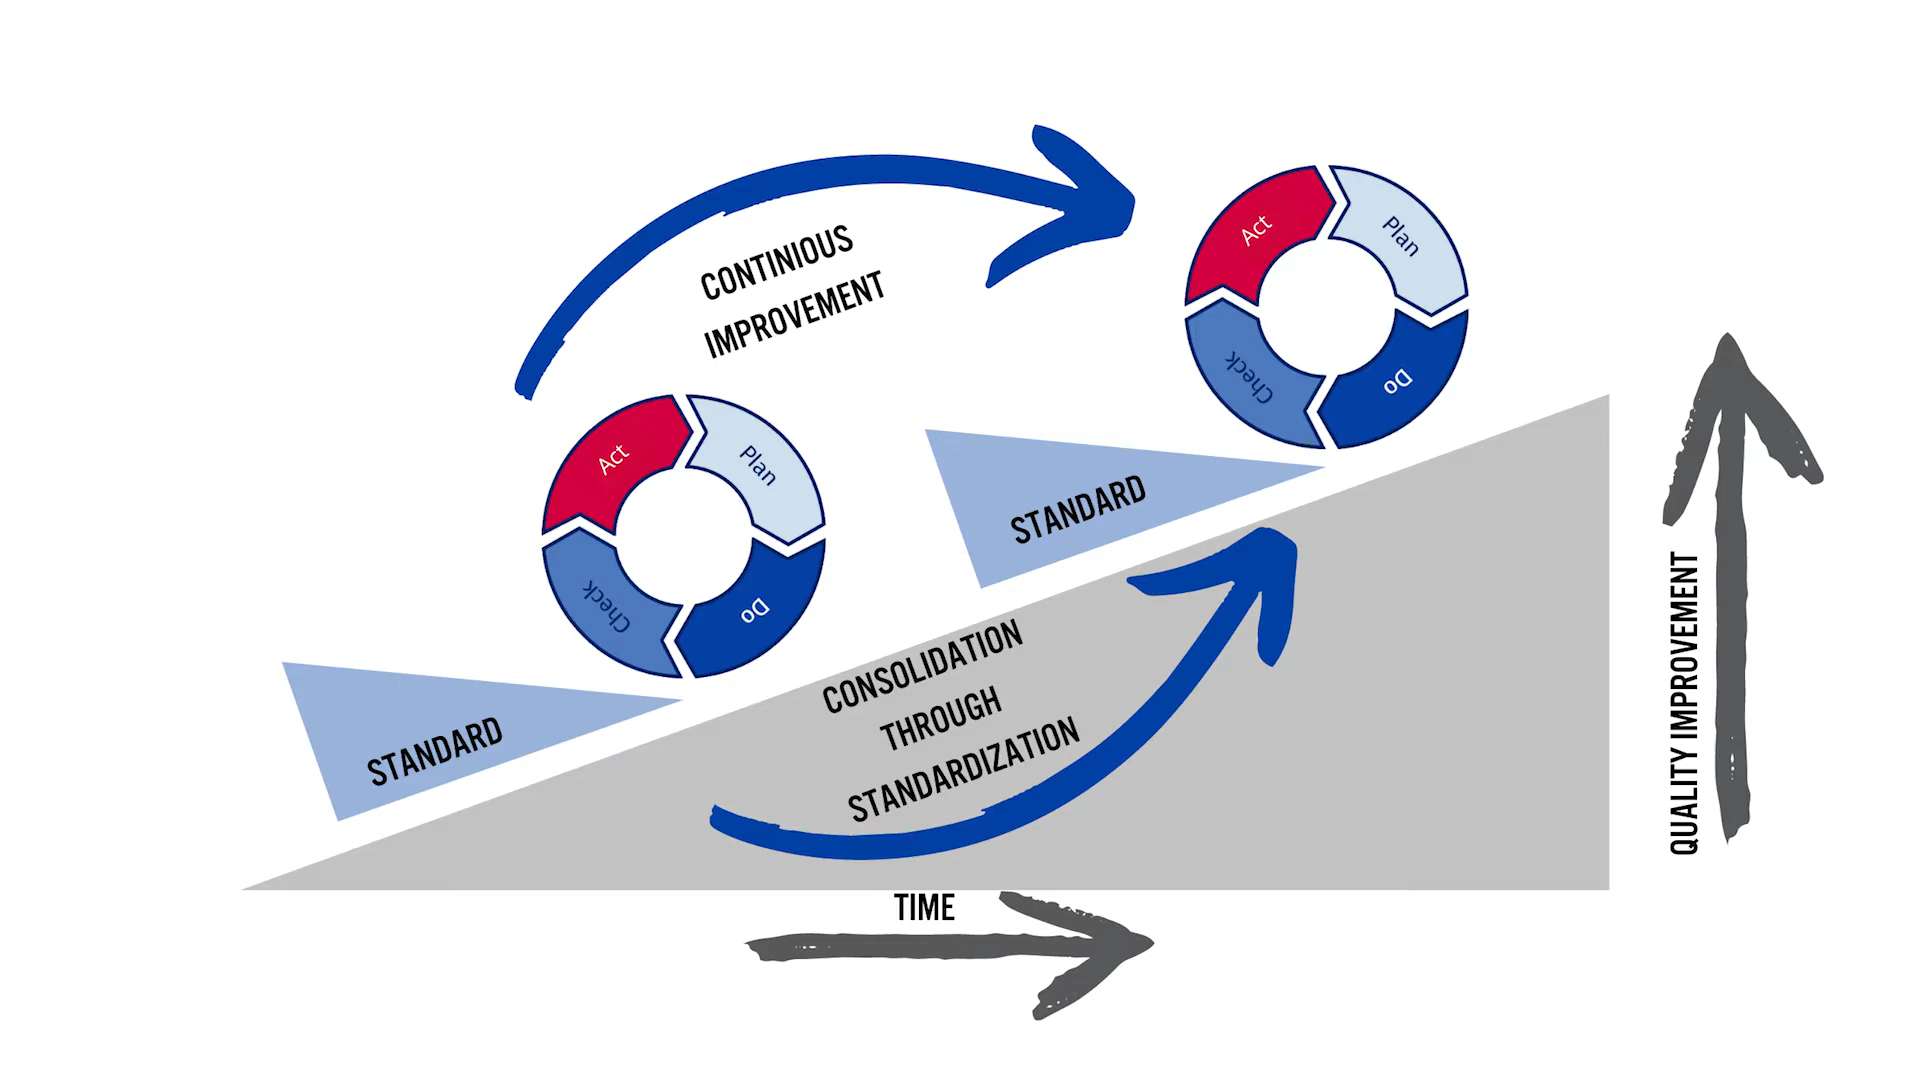 CONTINIOUS
IMPROVEMENT
Act
Plan
Check
Do
Act
Plan
Check
Do
STANDARD
STANDARD
CONSOLIDATION
THROUGH
STANDARDIZATION
QUALITY IMPROVEMENT
TIME